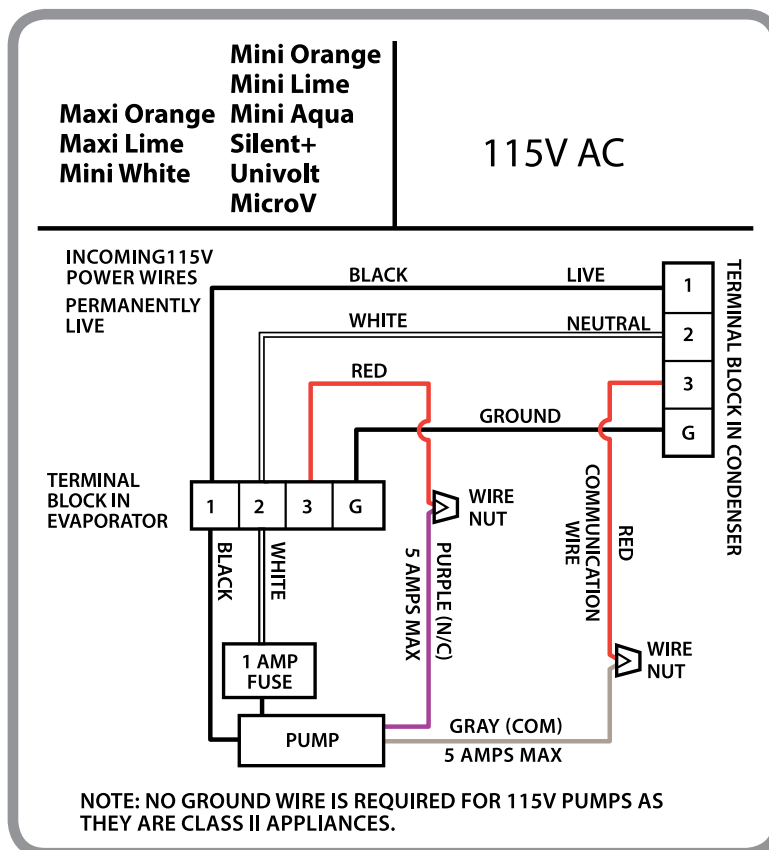 Maxi Orange
Maxi Lime
Mini White
Mini Orange
Mini Lime
Mini Aqua
Silent+
Univolt
MicroV
115V AC
INCOMING115V
POWER WIRES
PERMANENTLY
LIVE
BLACK
LIVE
WHITE
NEUTRAL
RED
GROUND
1
2
3
G
TERMINAL BLOCK IN CONDENSER
TERMINAL
BLOCK IN
EVAPORATOR
1
2
3
G
WIRE
NUT
BLACK
WHITE
5 AMPS MAX
PURPLE (N/C)
COMMUNICATION
WIRE
RED
WIRE
NUT
1 AMP
FUSE
PUMP
GRAY (COM)
5 AMPS MAX
NOTE: NO GROUND WIRE IS REQUIRED FOR 115V PUMPS AS
THEY ARE CLASS II APPLIANCES.